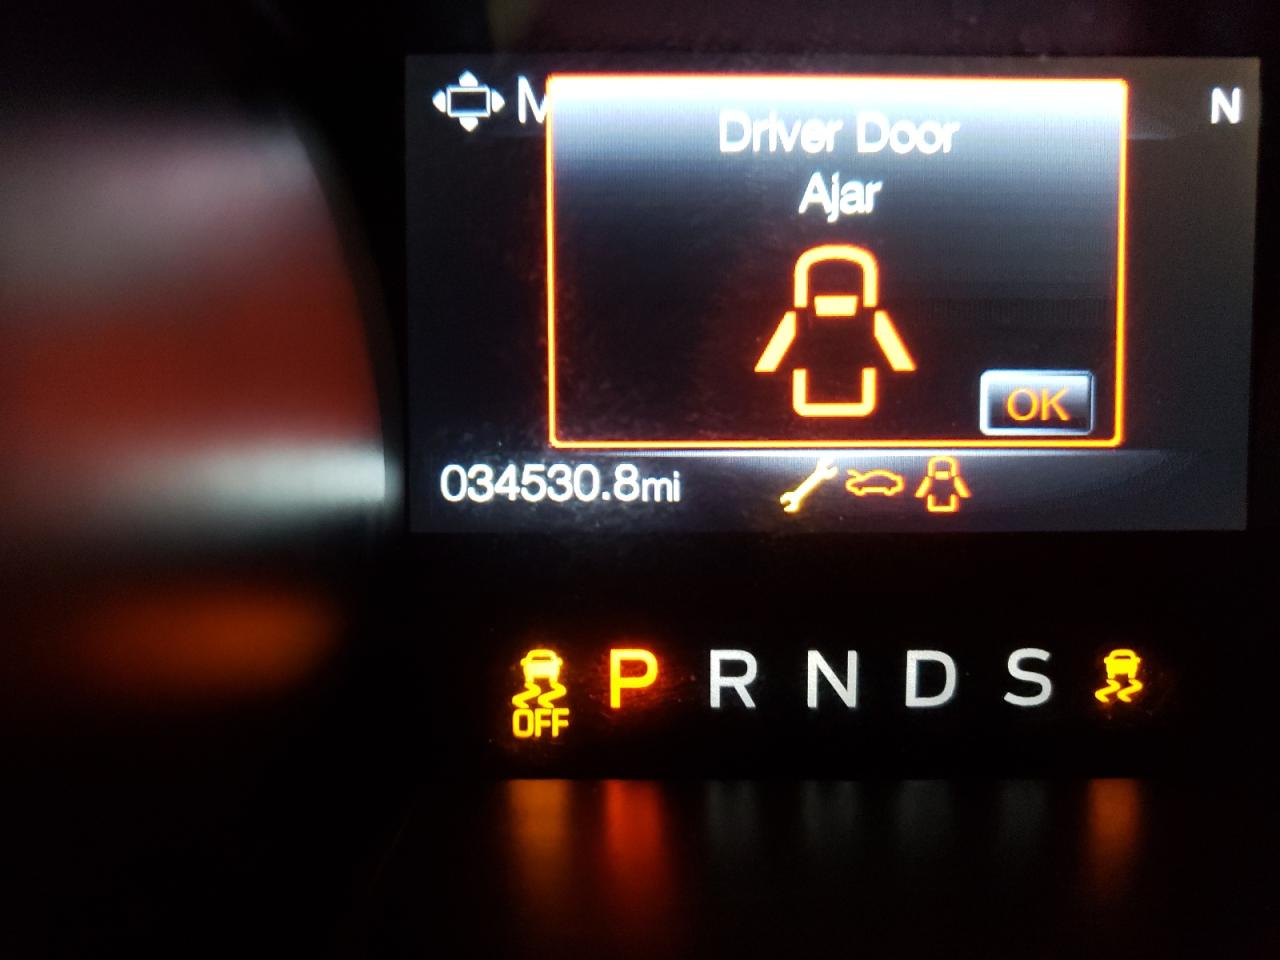 M
N
Driver Door
Ajar
OK
034530.8mi
P R N D S
OFF